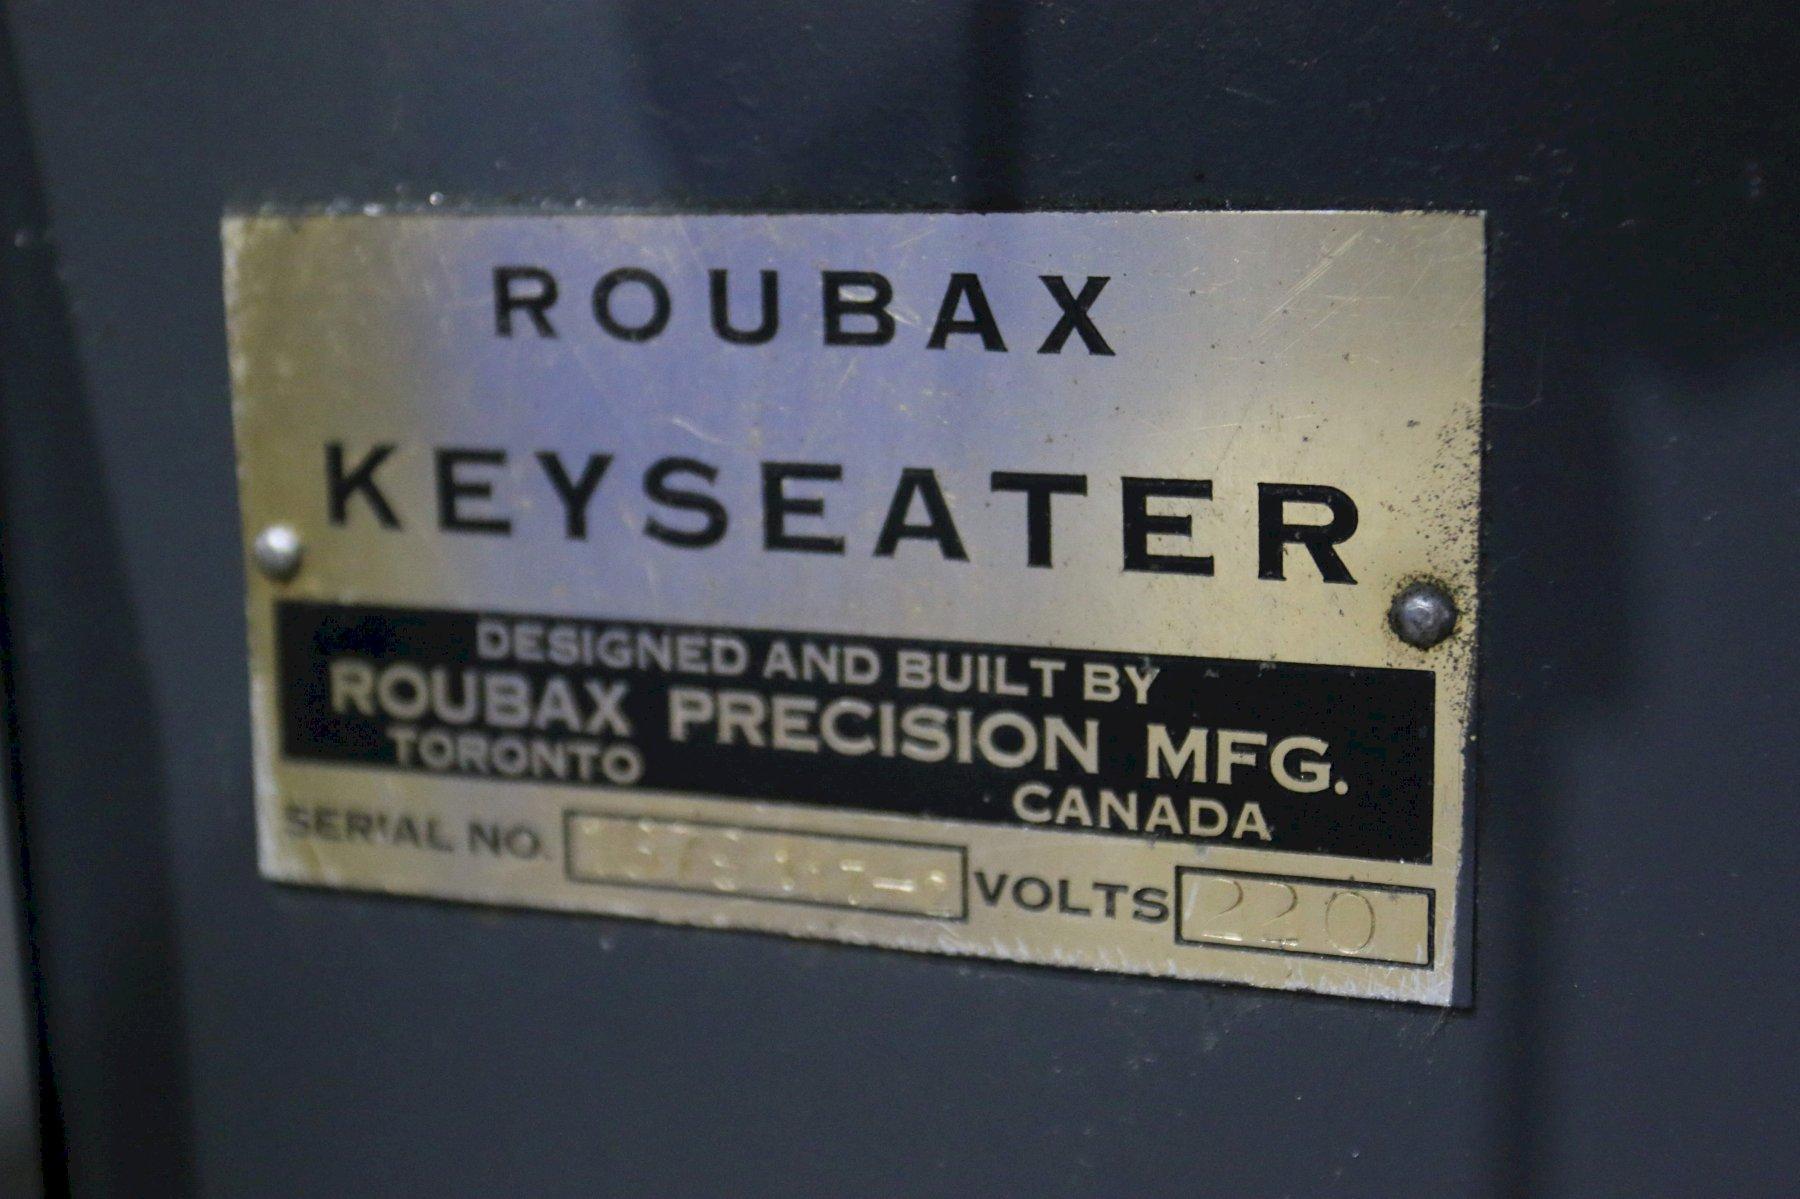 ROUBAX
KEYSEATER
DESIGNED AND BUILT BY
ROUBAX PRECISION MFG.
TORONTO CANADA
SERIAL NO. VOLTS 220